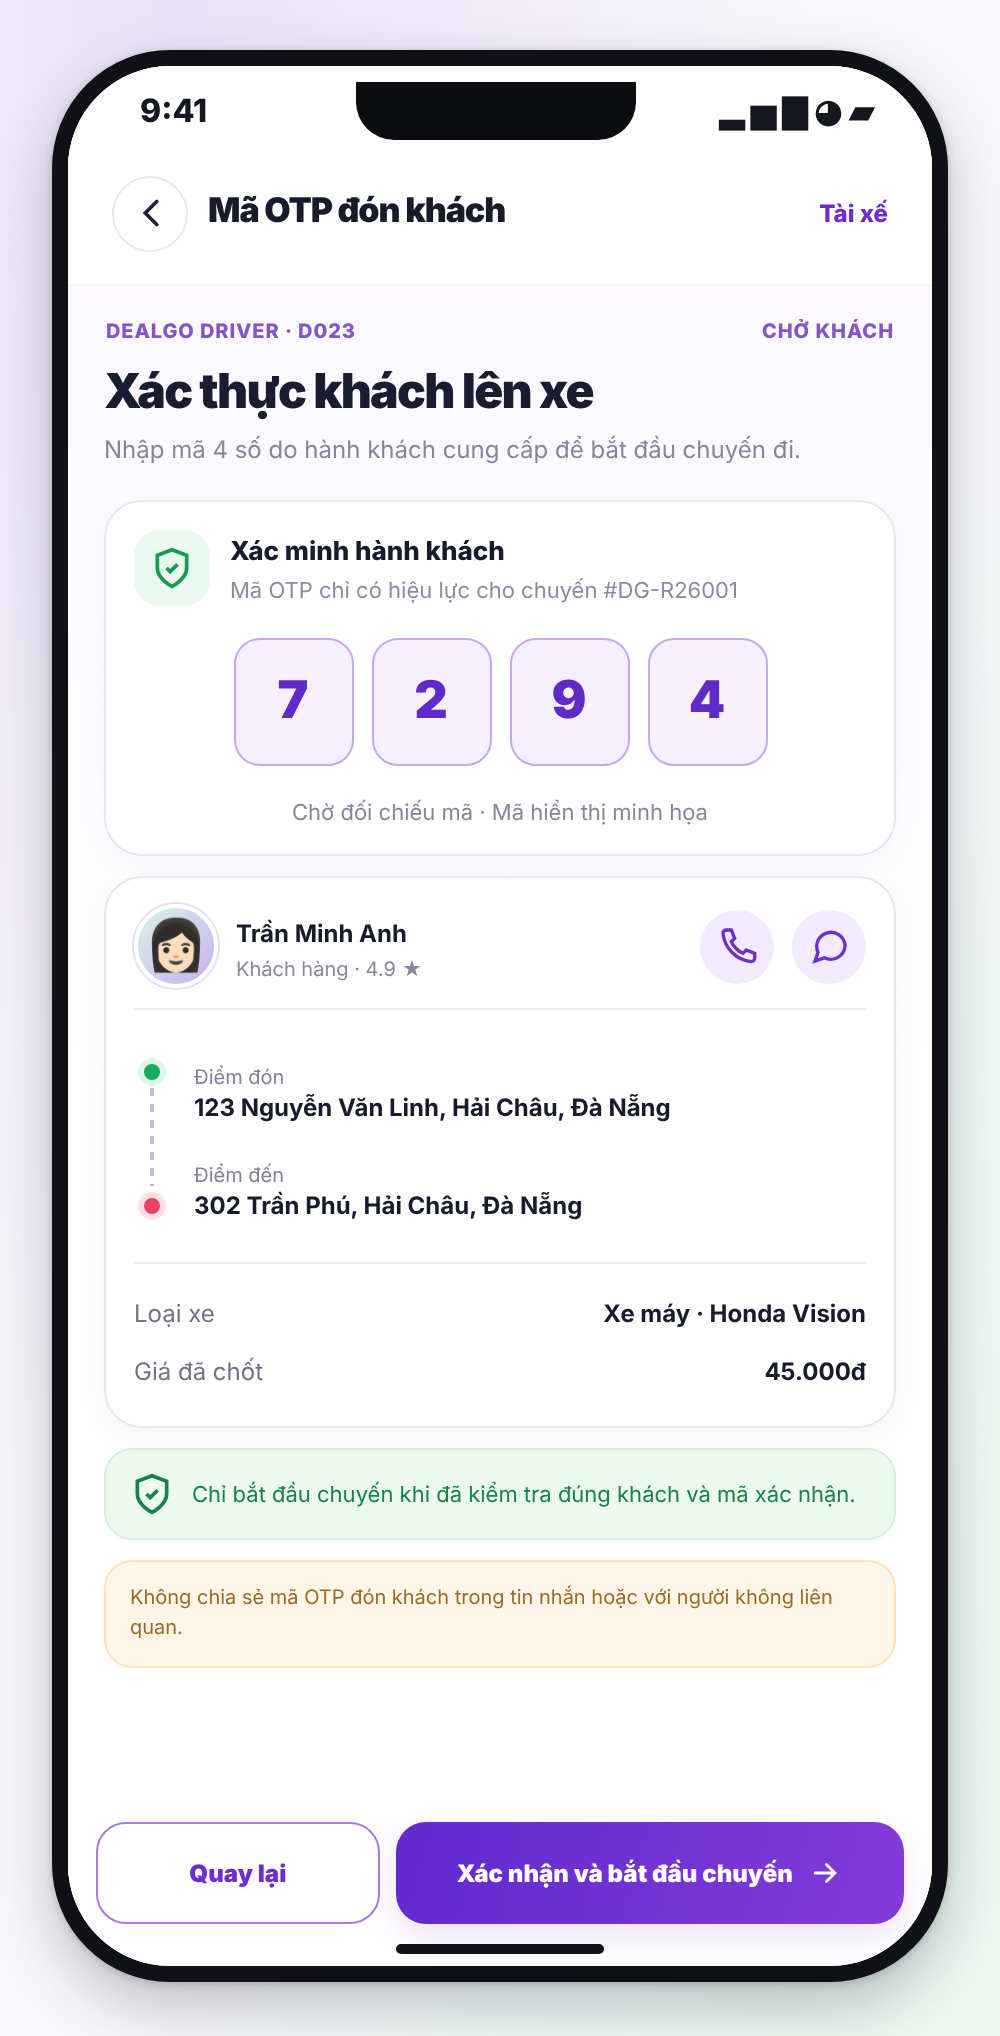 9:41
Mã OTP đón khách
Tài xế
DEALGO DRIVER · D023
CHỞ KHÁCH
Xác thực khách lên xe
Nhập mã 4 số do hành khách cung cấp để bắt đầu chuyến đi.
Xác minh hành khách
Mã OTP chỉ có hiệu lực cho chuyến #DG-R26001
7 2 9 4
Chờ đối chiếu mã · Mã hiển thị minh họa
Trần Minh Anh
Khách hàng · 4.9 ★
Điểm đón
123 Nguyễn Văn Linh, Hải Châu, Đà Nẵng
Điểm đến
302 Trần Phú, Hải Châu, Đà Nẵng
Loại xe
Xe máy · Honda Vision
Giá đã chốt
45.000đ
Chỉ bắt đầu chuyến khi đã kiểm tra đúng khách và mã xác nhận.
Không chia sẻ mã OTP đón khách trong tin nhắn hoặc với người không liên
quan.
Quay lại
Xác nhận và bắt đầu chuyến →